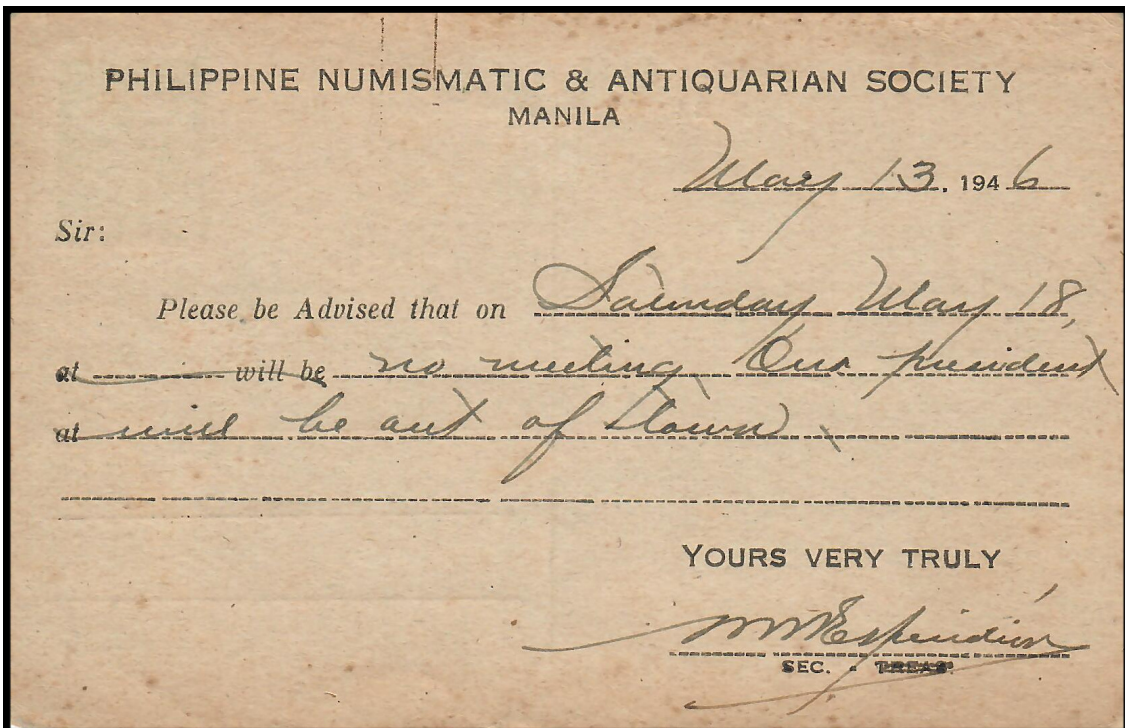 PHILIPPINE NUMISMATIC & ANTIQUARIAN SOCIETY
MANILA
May 13, 1946
Sir:
Please be Advised that on Saturday May 18,
at will be no meeting Our president
at will be out of town
YOURS VERY TRULY
SEC. TREAS.